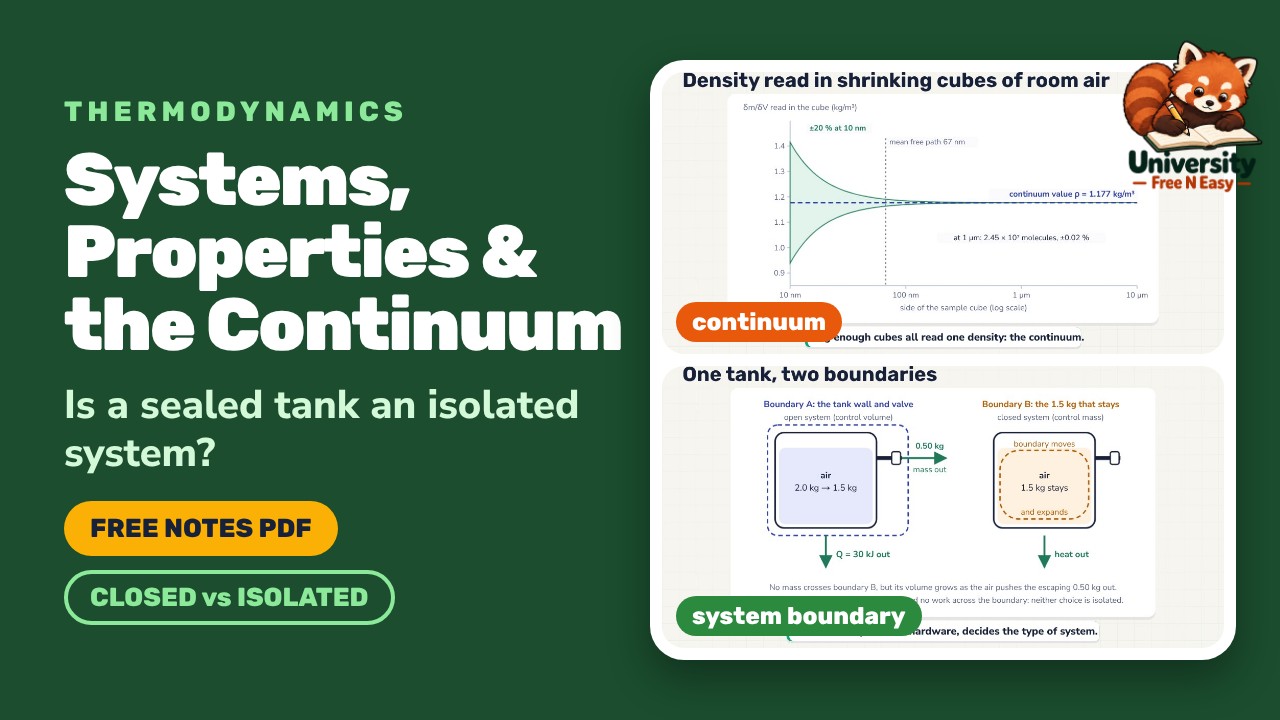 THERMODYNAMICS
Systems,
Properties &
the Continuum
Is a sealed tank an isolated
system?
FREE NOTES PDF
CLOSED vs ISOLATED
Density read in shrinking cubes of room air
δm/δV read in the cube (kg/m³)
±20 % at 10 nm
mean free path 67 nm
1.4
1.3
1.2
1.1
1.0
0.9
continuum value ρ = 1.177 kg/m³
at 1 μm: 2.45 × 10⁷ molecules, ±0.02 %
10 nm
100 nm
1 μm
10 μm
side of the sample cube (log scale)
continuum
enough cubes all read one density: the continuum.
University
Free N Easy
One tank, two boundaries
Boundary A: the tank wall and valve
open system (control volume)
0.50 kg
mass out
air
2.0 kg → 1.5 kg
Q = 30 kJ out
Boundary B: the 1.5 kg that stays
closed system (control mass)
boundary moves
air
1.5 kg stays
and expands
heat out
No mass crosses boundary B, but its volume grows as the air pushes the escaping 0.50 kg out.
no work across the boundary: neither choice is isolated.
system boundary
hardware, decides the type of system.